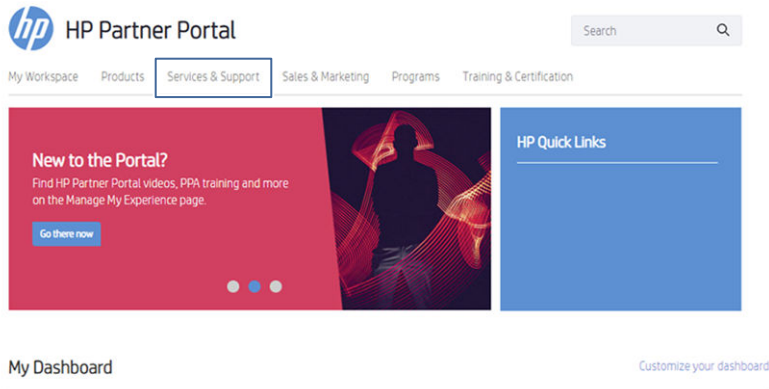 hp HP Partner Portal
Search
My Workspace Products Services & Support Sales & Marketing Programs Training & Certification
New to the Portal?
Find HP Partner Portal videos, PPA training and more
on the Manage My Experience page.
Go there now
HP Quick Links
My Dashboard
Customize your dashboard